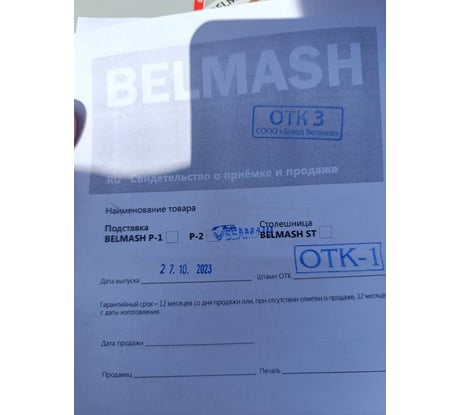 BELMASH
ОТК 3
СООО «Завод Белмаш»
RU Свидетельство о приёмке и продаже
Наименование товара
Подставка
Столешница
BELMASH P-1
P-2
BELMASH
BELMASH ST
27. 10. 2023
ОТК-1
Дата выпуска
Штамп ОТК
Гарантийный срок – 12 месяцев со дня продажи или, при отсутствии отметки о продаже, 12 месяце
с даты изготовления.
Дата продажи
Продавец
Печать